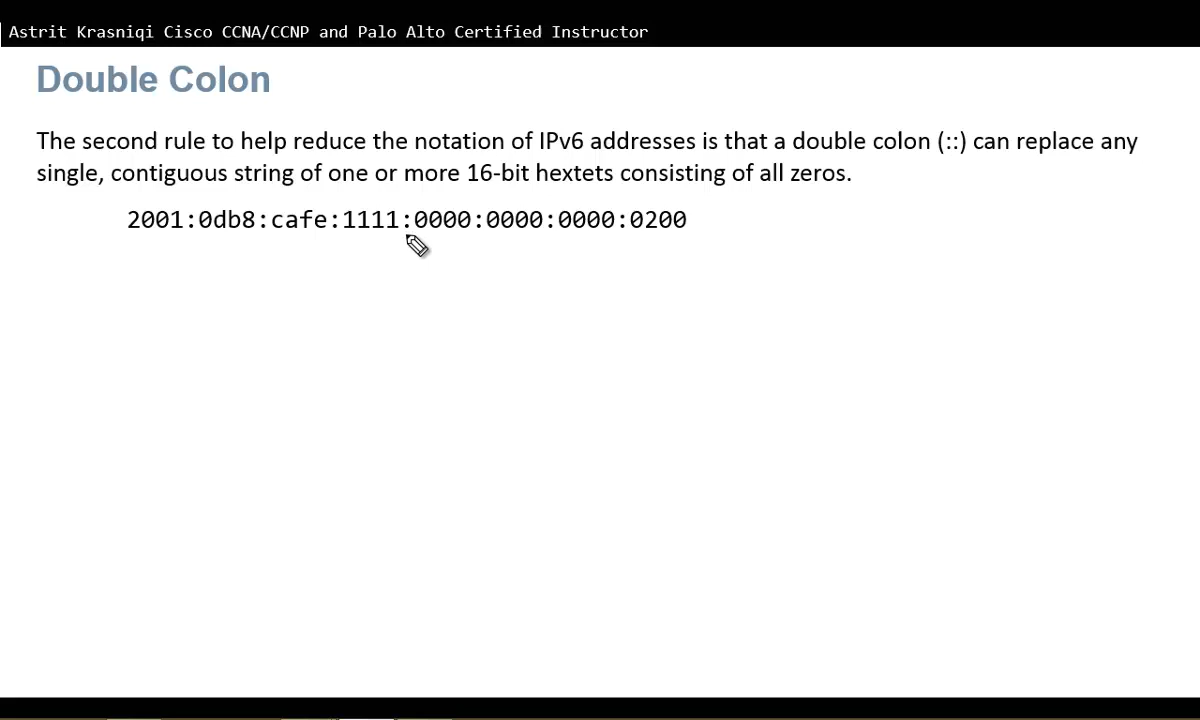 Astrit Krasniqi Cisco CCNA/CCNP and Palo Alto Certified Instructor
Double Colon
The second rule to help reduce the notation of IPv6 addresses is that a double colon (::) can replace any
single, contiguous string of one or more 16-bit hextets consisting of all zeros.
2001:0db8:cafe:1111:0000:0000:0000:0200